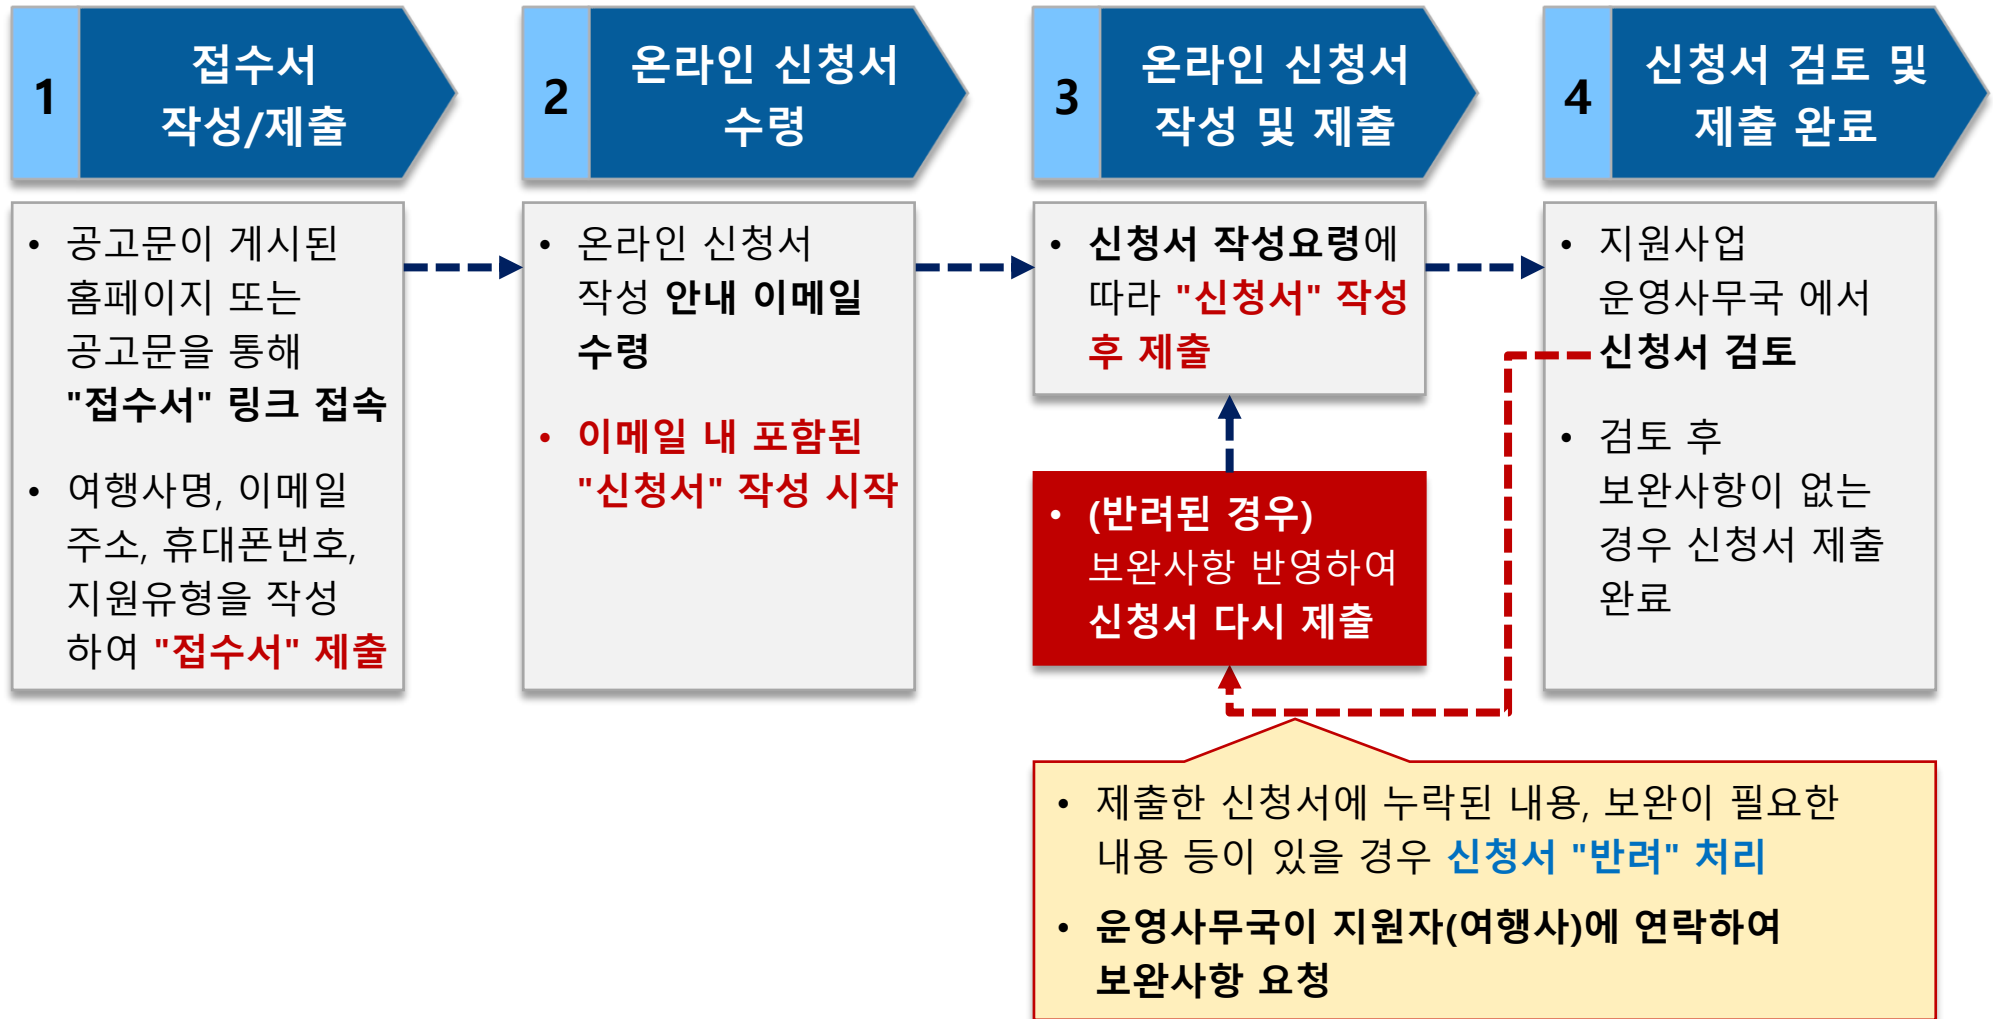 1
접수서
작성/제출
2
온라인 신청서
수령
3
온라인 신청서
작성 및 제출
4
신청서 검토 및
제출 완료
• 공고문이 게시된
홈페이지 또는
공고문을 통해
"접수서" 링크 접속
• 여행사명, 이메일
주소, 휴대폰번호,
지원유형을 작성
하여 "접수서" 제출
• 온라인 신청서
작성 안내 이메일
수령
• 이메일 내 포함된
"신청서" 작성 시작
• 신청서 작성요령에
따라 "신청서" 작성
후 제출
• (반려된 경우)
보완사항 반영하여
신청서 다시 제출
• 지원사업
운영사무국 에서
신청서 검토
• 검토 후
보완사항이 없는
경우 신청서 제출
완료
• 제출한 신청서에 누락된 내용, 보완이 필요한
내용 등이 있을 경우 신청서 "반려" 처리
• 운영사무국이 지원자(여행사)에 연락하여
보완사항 요청